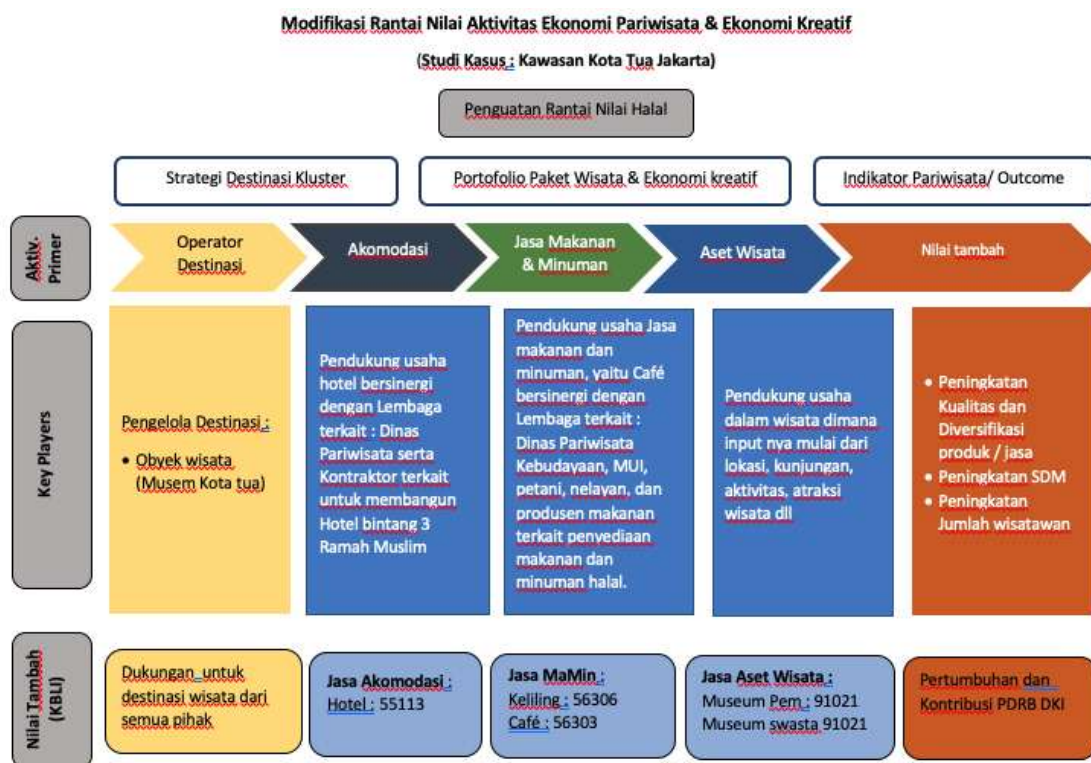 Modifikasi Rantai Nilai Aktivitas Ekonomi Pariwisata & Ekonomi Kreatif
(Studi Kasus : Kawasan Kota Tua Jakarta)
Penguatan Rantai Nilai Halal
Strategi Destinasi Kluster
Portofolio Paket Wisata & Ekonomi kreatif
Indikator Pariwisata/ Outcome
Aktiv.
Primer
Operator
Destinasi
Akomodasi
Jasa Makanan
& Minuman
Aset Wisata
Nilai tambah
Key Players
Pengelola Destinasi :
• Obyek wisata
(Musem Kota tua)
Pendukung usaha
hotel bersinergi
dengan Lembaga
terkait : Dinas
Pariwisata serta
Kontraktor terkait
untuk membangun
Hotel bintang 3
Ramah Muslim
Pendukung usaha Jasa
makanan dan
minuman, yaitu Café
bersinergi dengan
Lembaga terkait :
Dinas Pariwisata
Kebudayaan, MUI,
petani, nelayan, dan
produsen makanan
terkait penyediaan
makanan dan
minuman halal.
Pendukung usaha
dalam wisata dimana
input nya mulai dari
lokasi, kunjungan,
aktivitas, atraksi
wisata dll
• Peningkatan
Kualitas dan
Diversifikasi
produk / jasa
• Peningkatan SDM
• Peningkatan
Jumlah wisatawan
Nilai Tambah
(KBLI)
Dukungan untuk
destinasi wisata dari
semua pihak
Jasa Akomodasi :
Hotel : 55113
Jasa MaMin :
Keliling : 56306
Café : 56303
Jasa Aset Wisata :
Museum Pem : 91021
Museum swasta 91021
Pertumbuhan dan
Kontribusi PDRB DKI